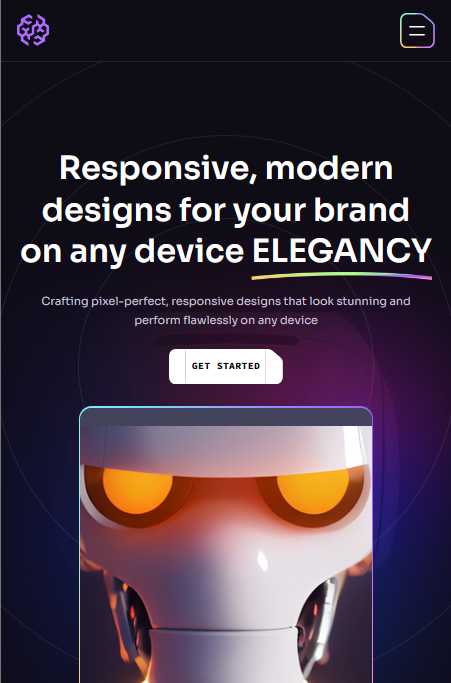 Responsive, modern
designs for your brand
on any device ELEGANCY
Crafting pixel-perfect, responsive designs that look stunning and
perform flawlessly on any device
GET STARTED